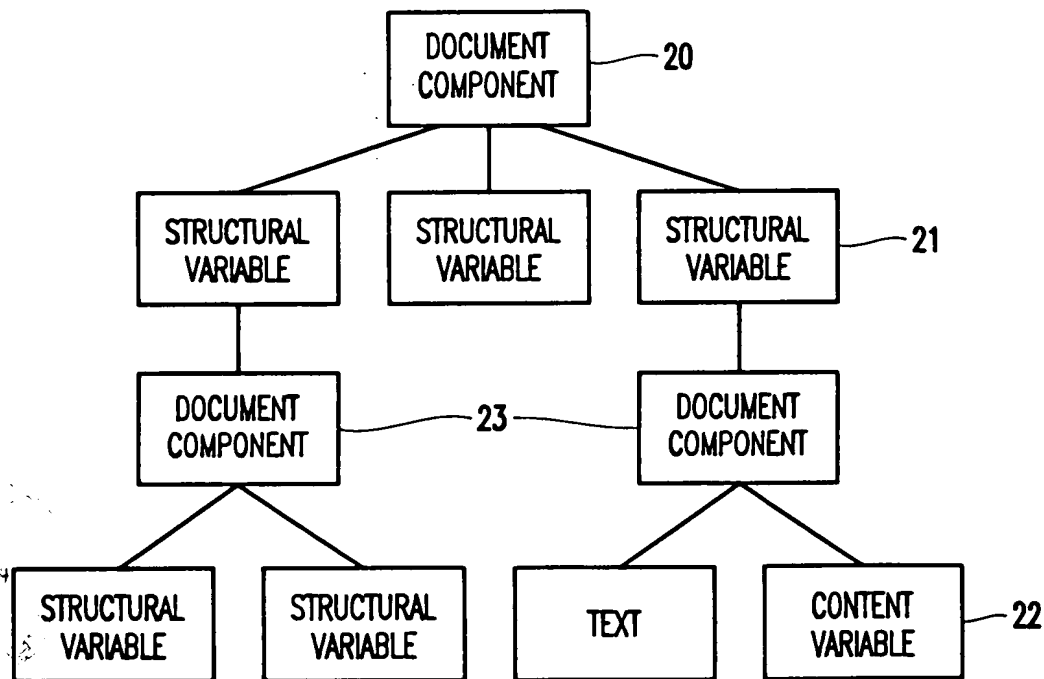 DOCUMENT
COMPONENT
20
STRUCTURAL
VARIABLE
STRUCTURAL
VARIABLE
STRUCTURAL
VARIABLE
21
DOCUMENT
COMPONENT
23
DOCUMENT
COMPONENT
STRUCTURAL
VARIABLE
STRUCTURAL
VARIABLE
TEXT
CONTENT
VARIABLE
22